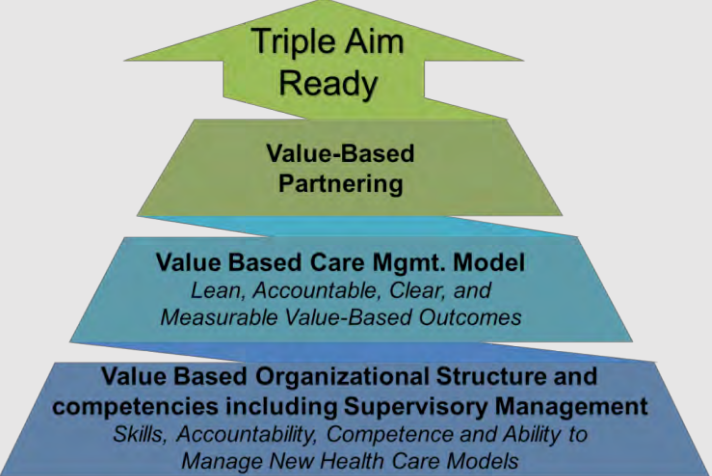 Triple Aim
Ready
Value-Based
Partnering
Value Based Care Mgmt. Model
Lean, Accountable, Clear, and
Measurable Value-Based Outcomes
Value Based Organizational Structure and
competencies including Supervisory Management
Skills, Accountability, Competence and Ability to
Manage New Health Care Models